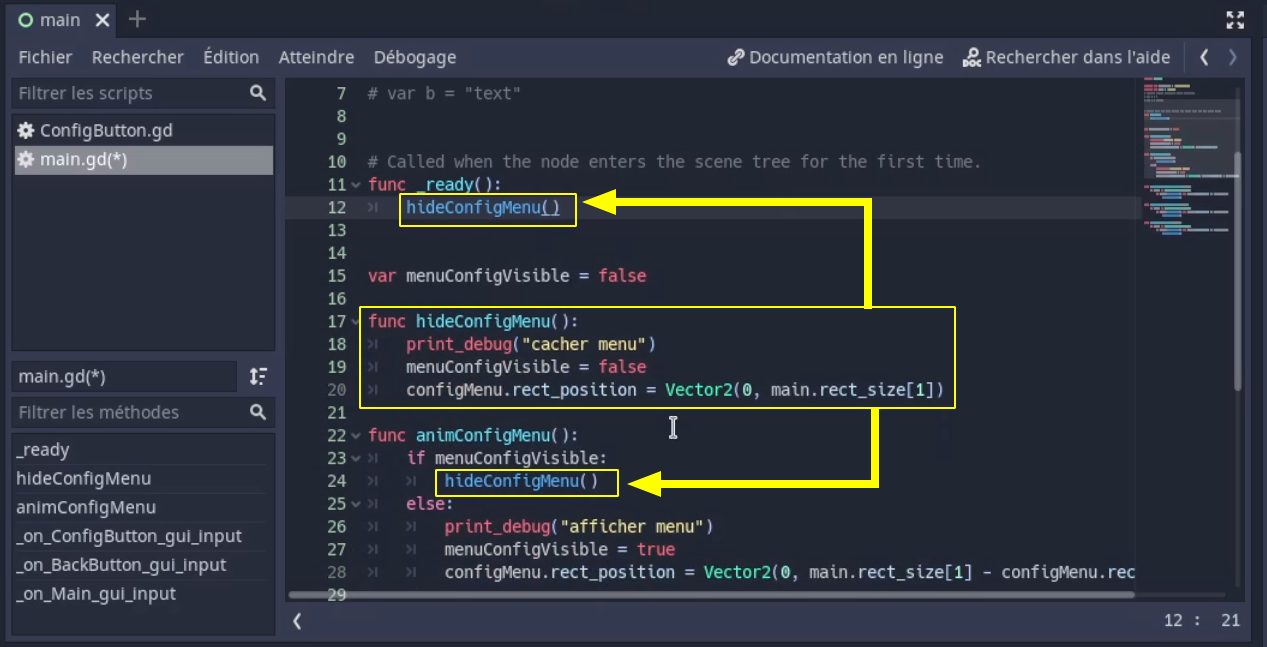 main
Fichier Rechercher Édition Atteindre Débogage Documentation en ligne Rechercher dans l'aide
Filtrer les scripts
ConfigButton.gd
main.gd(*)
main.gd(*)
Filtrer les méthodes
_ready
hideConfigMenu
animConfigMenu
_on_ConfigButton_gui_input
_on_BackButton_gui_input
_on_Main_gui_input
7 # var b = "text"
8
9
10 # Called when the node enters the scene tree for the first time.
11 func _ready():
12 hideConfigMenu()
13
14
15 var menuConfigVisible = false
16
17 func hideConfigMenu():
18 print_debug("cacher menu")
19 menuConfigVisible = false
20 configMenu.rect_position = Vector2(0, main.rect_size[1])
21
22 func animConfigMenu():
23 if menuConfigVisible:
24 hideConfigMenu()
25 else:
26 print_debug("afficher menu")
27 menuConfigVisible = true
28 configMenu.rect_position = Vector2(0, main.rect_size[1] - configMenu.rec
29
12 : 21